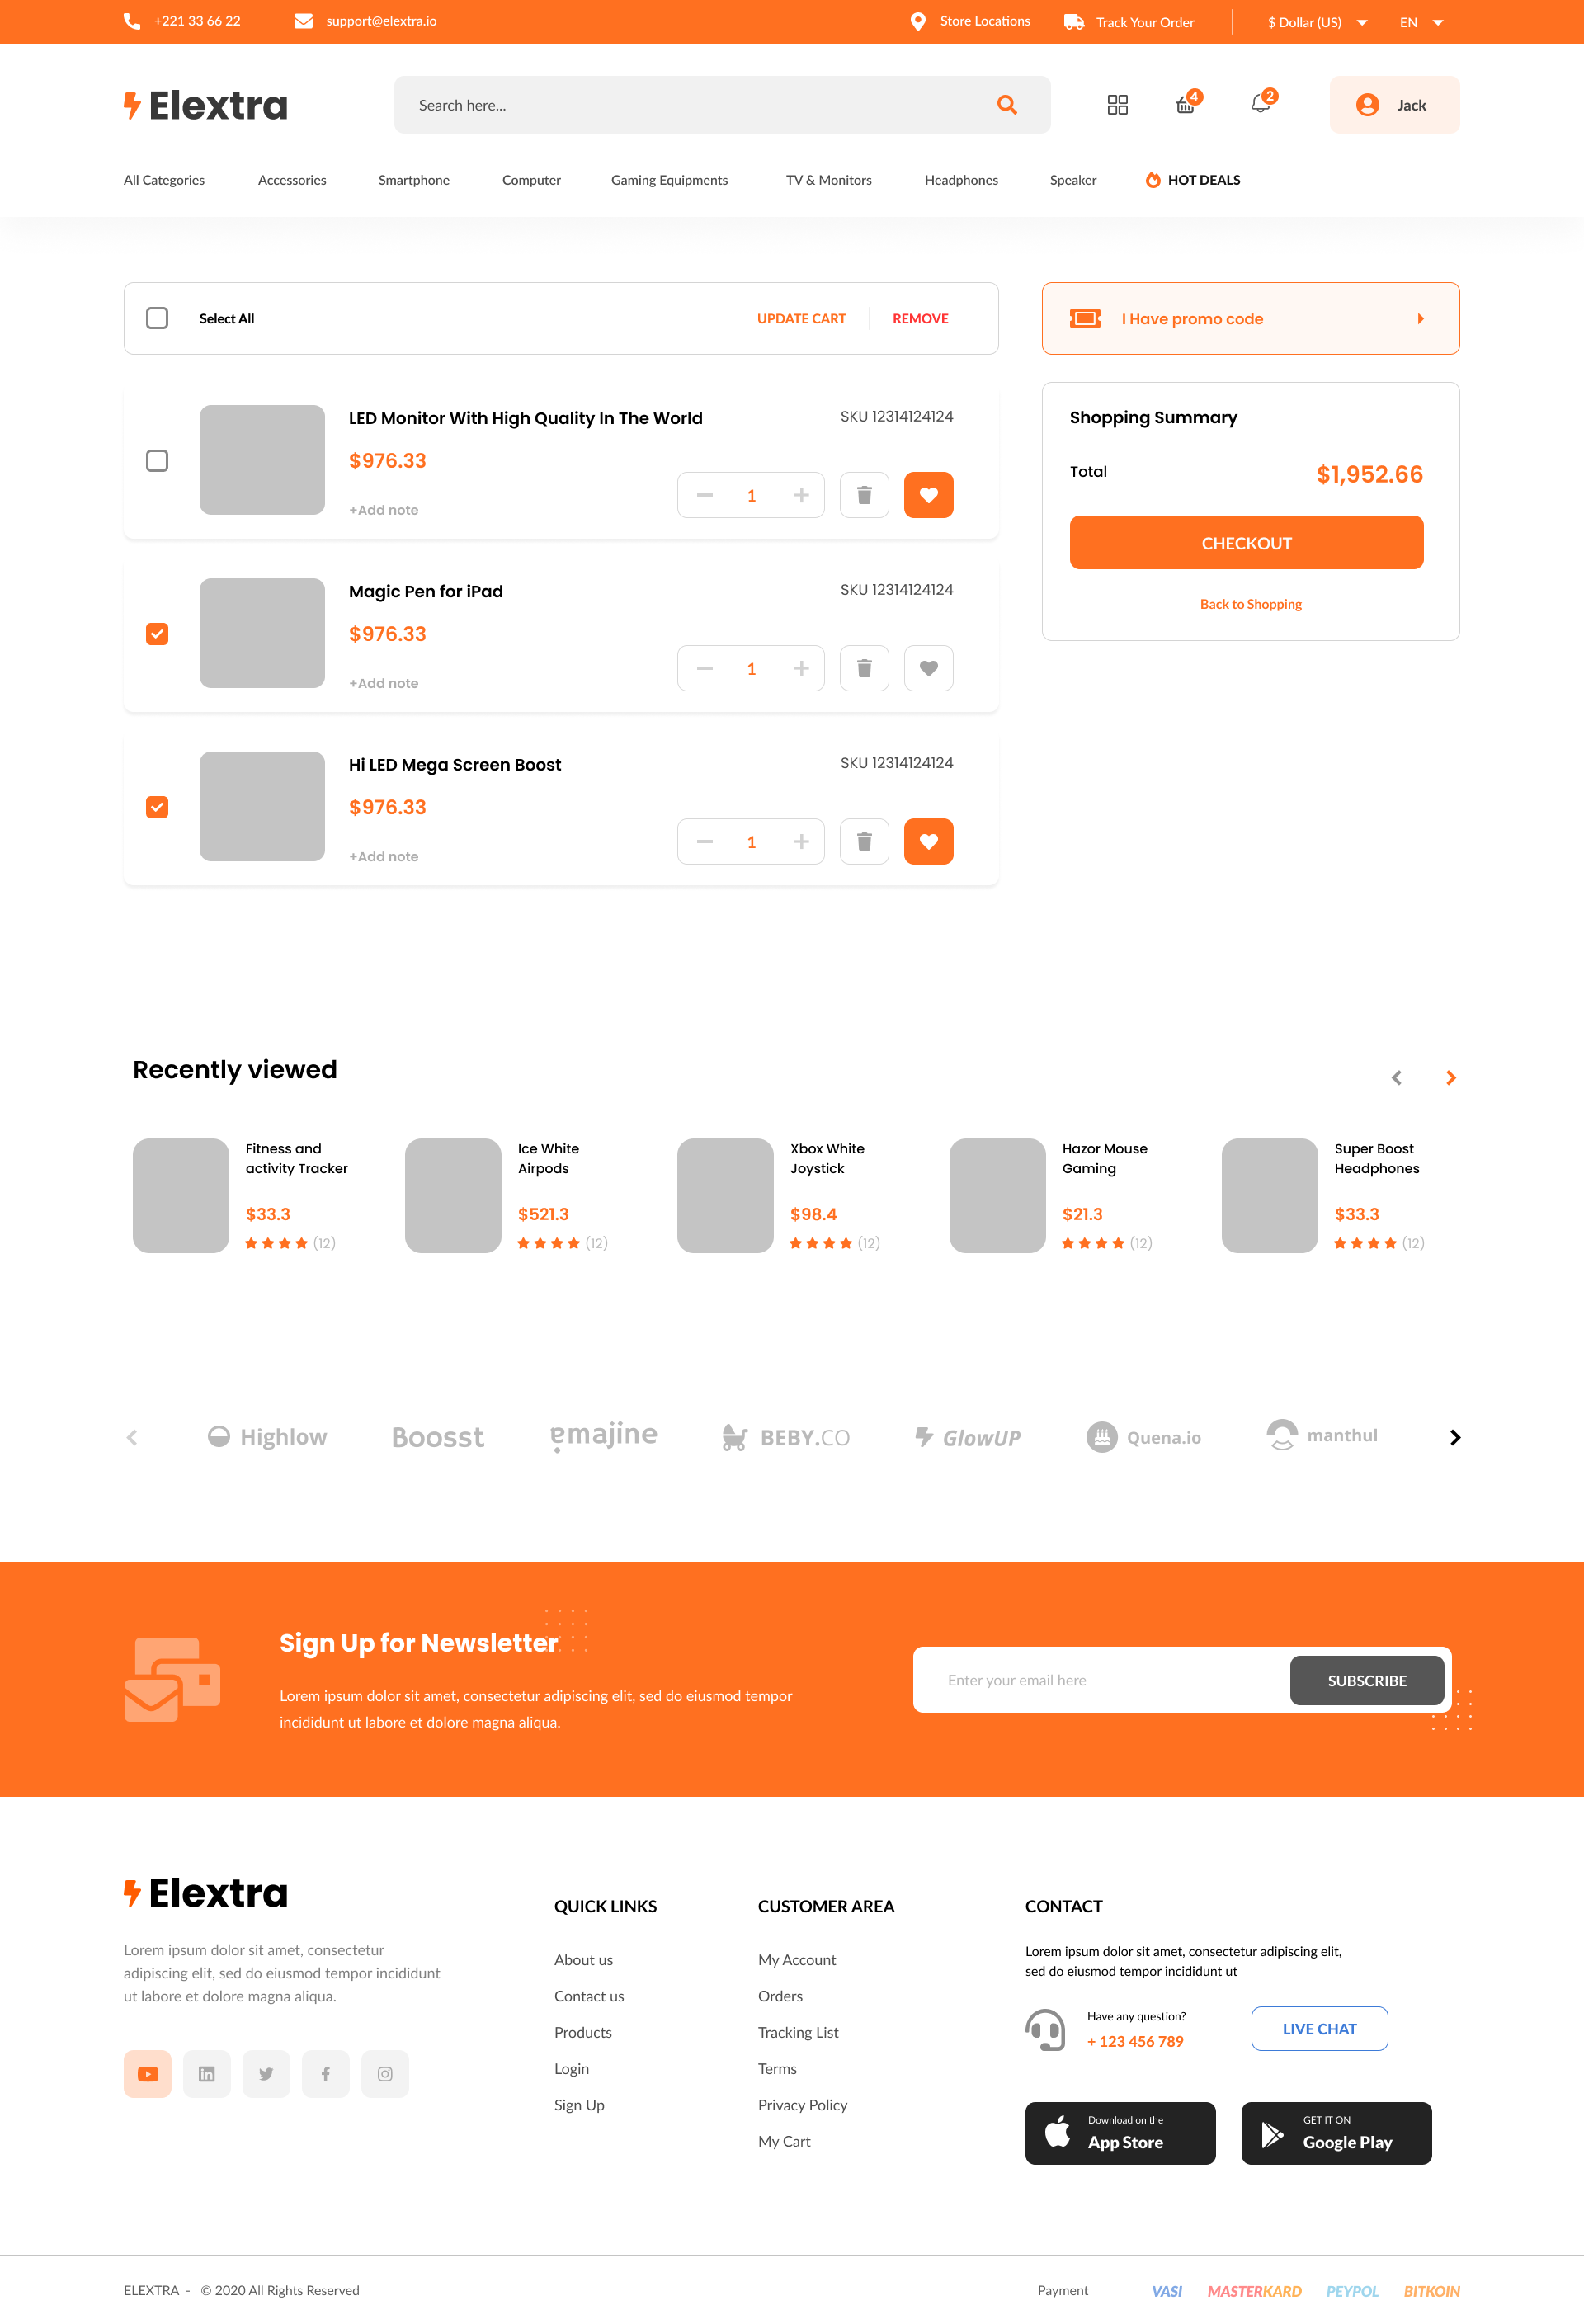 +221 33 66 22
support@elextra.io
Store Locations
Track Your Order
$ Dollar (US)
EN
Elextra
Search here...
4
2
Jack
All Categories
Accessories
Smartphone
Computer
Gaming Equipments
TV & Monitors
Headphones
Speaker
HOT DEALS
Select All
UPDATE CART
REMOVE
I Have promo code
LED Monitor With High Quality In The World
SKU 12314124124
$976.33
1
+Add note
Shopping Summary
Total
$1,952.66
CHECKOUT
Back to Shopping
Magic Pen for iPad
SKU 12314124124
$976.33
1
+Add note
Hi LED Mega Screen Boost
SKU 12314124124
$976.33
1
+Add note
Recently viewed
Fitness and
activity Tracker
$33.3
(12)
Ice White
Airpods
$521.3
(12)
Xbox White
Joystick
$98.4
(12)
Hazor Mouse
Gaming
$21.3
(12)
Super Boost
Headphones
$33.3
(12)
Highlow
Boosst
amajine
BEBY.CO
GlowUP
Quena.io
manthul
Sign Up for Newsletter
Lorem ipsum dolor sit amet, consectetur adipiscing elit, sed do eiusmod tempor
incididunt ut labore et dolore magna aliqua.
Enter your email here
SUBSCRIBE
Elextra
Lorem ipsum dolor sit amet, consectetur
adipiscing elit, sed do eiusmod tempor incididunt
ut labore et dolore magna aliqua.
QUICK LINKS
About us
Contact us
Products
Login
Sign Up
CUSTOMER AREA
My Account
Orders
Tracking List
Terms
Privacy Policy
My Cart
CONTACT
Lorem ipsum dolor sit amet, consectetur adipiscing elit,
sed do eiusmod tempor incididunt ut
Have any question?
+ 123 456 789
LIVE CHAT
Download on the
App Store
GET IT ON
Google Play
ELEXTRA - © 2020 All Rights Reserved
Payment
VASI
MASTERKARD
PEYPOL
BITKOIN